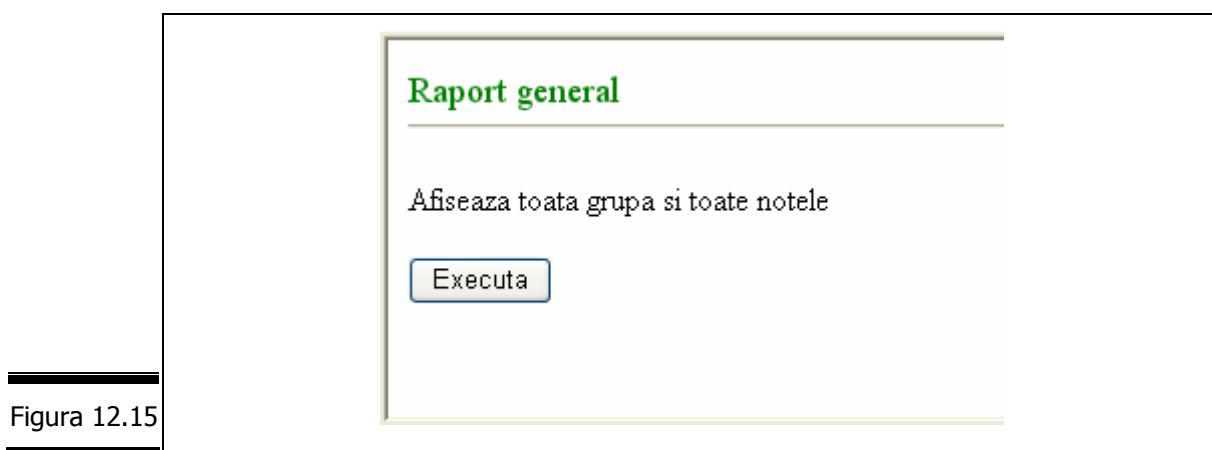 Raport general
Afiseaza toata grupa si toate notele
Executa
Figura 12.15